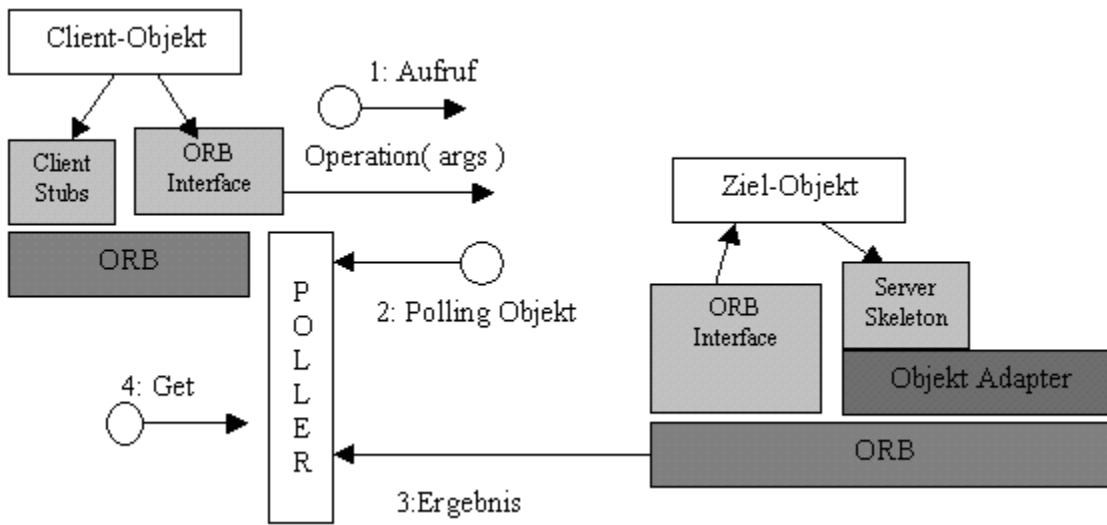 Client-Objekt
1: Aufruf
Client
Stubs
ORB
Interface
Operation( args )
Ziel-Objekt
ORB
P
O
L
L
E
R
2: Polling Objekt
ORB
Interface
Server
Skeleton
Objekt Adapter
4: Get
ORB
3:Ergebnis